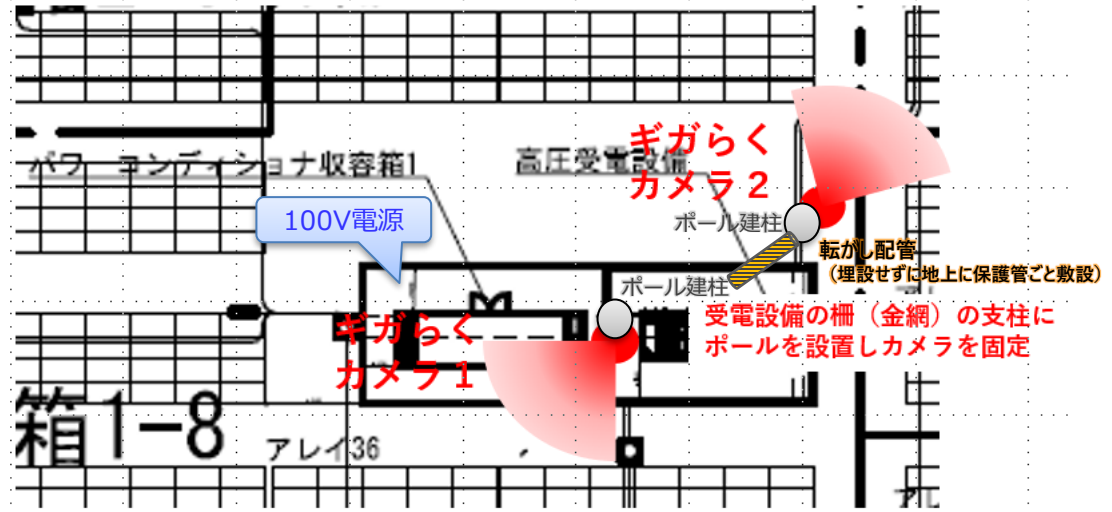 パワーコンディショナ収容箱1
高圧受電設備
ギガらく
カメラ２
100V電源
ポール建柱
転がし配管
（埋設せずに地上に保護管ごと敷設）
ポール建柱
受電設備の柵（金網）の支柱に
ポールを設置しカメラを固定
ギガらく
カメラ１
箱1-8
アレイ36